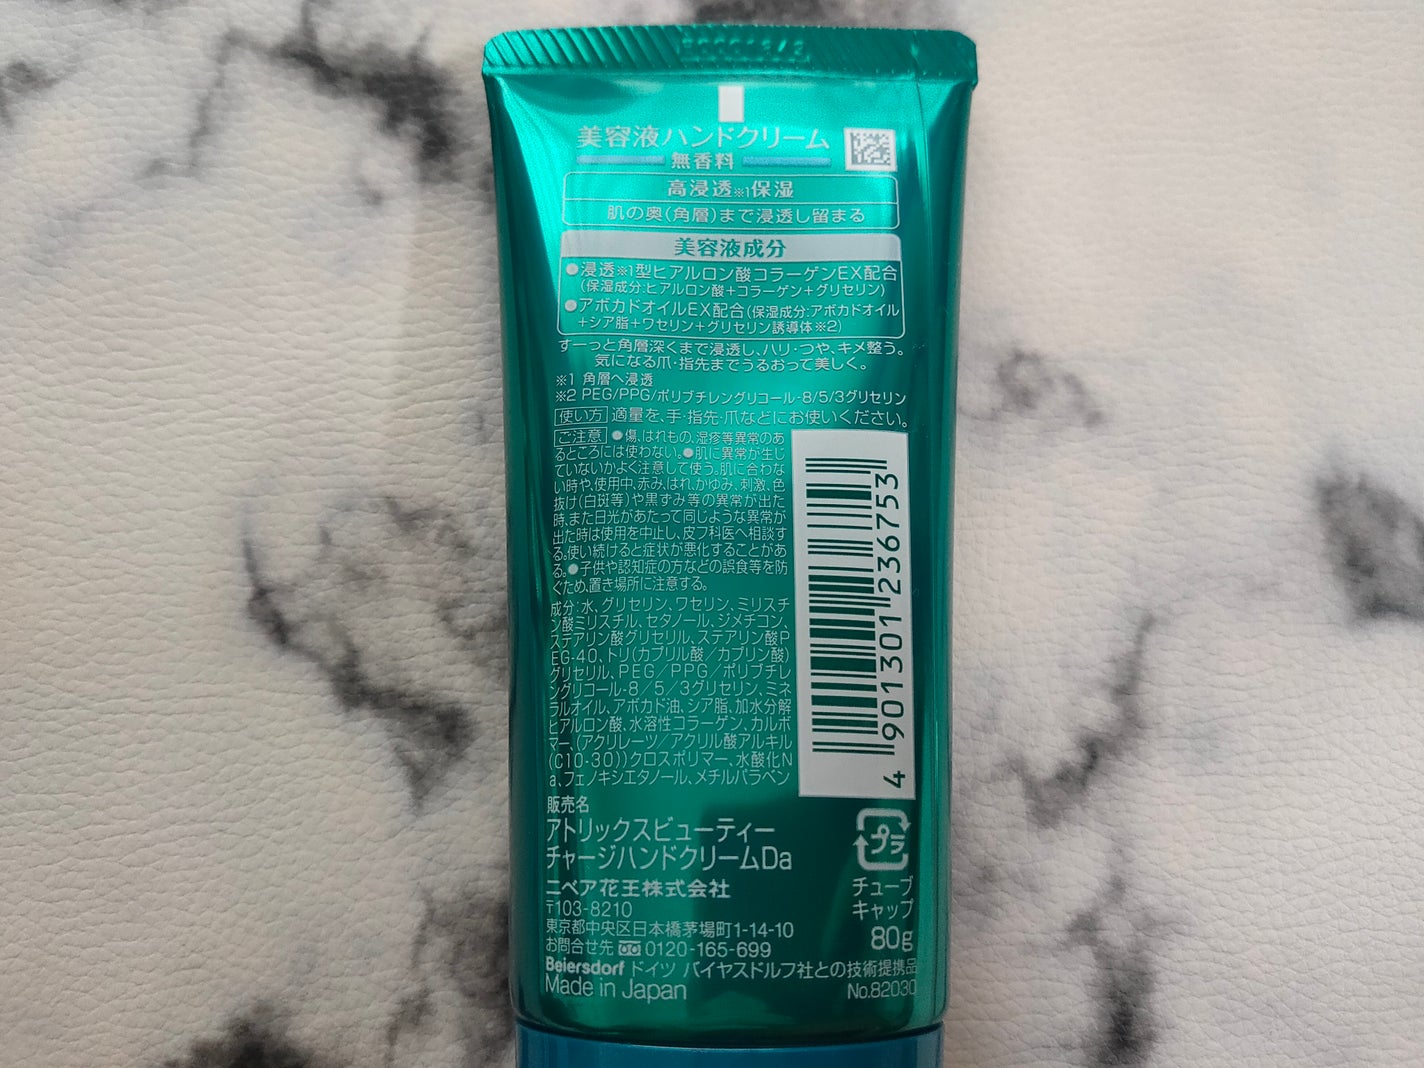 美容液ハンドクリーム
無香料
高浸透※1保湿
肌の奥(角層)まで浸透し留まる
美容液成分
●浸透※1型ヒアルロン酸コラーゲンEX配合
(保湿成分:ヒアルロン酸+コラーゲン+グリセリン)
●アボカドオイルEX配合(保湿成分:アボカドオイル
+シア脂+ワセリン+グリセリン誘導体※2)
すーっと角層深くまで浸透し、ハリ・つや、キメ整う。
気になる爪・指先までうるおって美しく。
※1 角層へ浸透
※2 PEG/PPG/ポリブチレングリコール-8/5/3グリセリン
使い方 適量を、手・指先・爪などにお使いください。
ご注意 ●傷、はれもの、湿疹等異常のあ
るところには使わない。●肌に異常が生じ
ていないかよく注意して使う。肌に合わな
い時や、使用中、赤み、はれ、かゆみ、刺激、色
抜け(白斑等)や黒ずみ等の異常が出た
時、また日光があたって同じような異常が
出た時は使用を中止し、皮フ科医へ相談す
る。使い続けると症状が悪化することがあ
る。●子供や認知症の方などの誤食等を防
ぐため、置き場所に注意する。
成分:水、グリセリン、ワセリン、ミリスチ
ン酸ミリスチル、セタノール、ジメチコン、
ステアリン酸グリセリル、ステアリン酸P
EG-40、トリ(カプリル酸/カプリン酸)
グリセリル、PEG/PPG/ポリブチレ
ングリコール-8/5/3グリセリン、ミネ
ラルオイル、アボカド油、シア脂、加水分解
ヒアルロン酸、水溶性コラーゲン、カルボ
マー、(アクリレーツ/アクリル酸アルキル
(C10-30))クロスポリマー、水酸化N
a、フェノキシエタノール、メチルパラベン
4 901301 236753
販売名
アトリックスビューティー
チャージハンドクリームDa
プラ
チューブ
キャップ
ニベア花王株式会社
〒103-8210
東京都中央区日本橋茅場町1-14-10
80g
お問合せ先 0120-165-699
Beiersdorf ドイツ バイヤスドルフ社との技術提携品
Made in Japan
No.82030